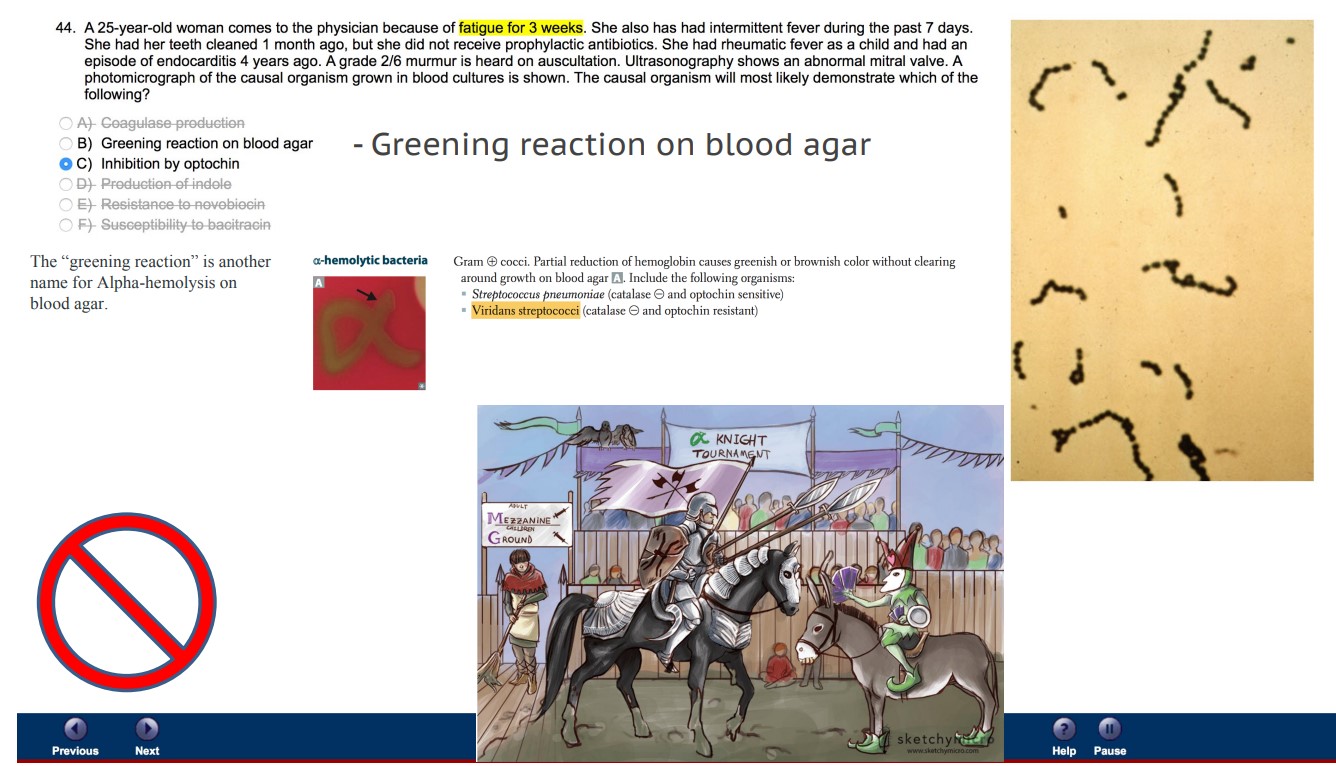 44. A 25-year-old woman comes to the physician because of fatigue for 3 weeks. She also has had intermittent fever during the past 7 days.
She had her teeth cleaned 1 month ago, but she did not receive prophylactic antibiotics. She had rheumatic fever as a child and had an
episode of endocarditis 4 years ago. A grade 2/6 murmur is heard on auscultation. Ultrasonography shows an abnormal mitral valve. A
photomicrograph of the causal organism grown in blood cultures is shown. The causal organism will most likely demonstrate which of the
following?
A) Coagulase production
B) Greening reaction on blood agar
C) Inhibition by optochin
D) Production of indole
E) Resistance to novobiocin
F) Susceptibility to bacitracin
- Greening reaction on blood agar
The “greening reaction” is another
name for Alpha-hemolysis on
blood agar.
α-hemolytic bacteria
A
Gram ⊕ cocci. Partial reduction of hemoglobin causes greenish or brownish color without clearing
around growth on blood agar A. Include the following organisms:
▪ Streptococcus pneumoniae (catalase ⊖ and optochin sensitive)
▪ Viridans streptococci (catalase ⊖ and optochin resistant)
α KNIGHT
TOURNAMENT
ADULT
MEZZANINE
CHILDREN
GROUND
sketchymicro
www.sketchymicro.com
Previous
Next
Help
Pause